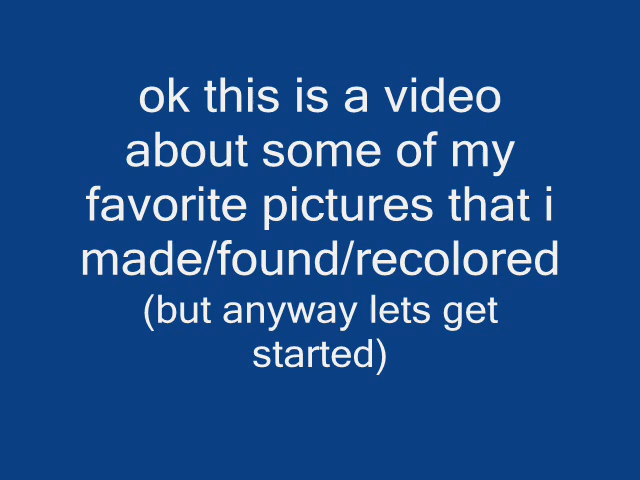 ok this is a video
about some of my
favorite pictures that i
made/found/recolored
(but anyway lets get
started)